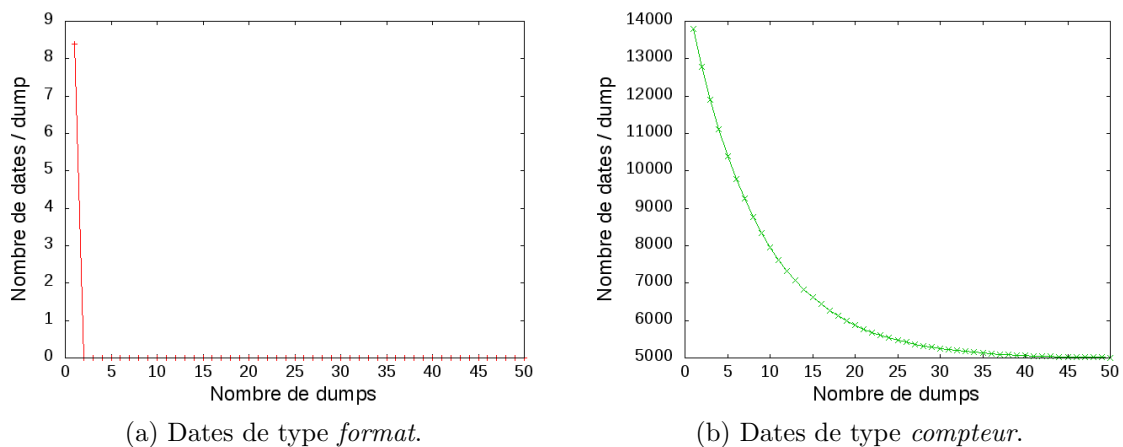 9
8
7
6
5
4
3
2
1
0
Nombre de dates / dump
0 5 10 15 20 25 30 35 40 45 50
Nombre de dumps
(a) Dates de type format.
14000
13000
12000
11000
10000
9000
8000
7000
6000
5000
Nombre de dates / dump
0 5 10 15 20 25 30 35 40 45 50
Nombre de dumps
(b) Dates de type compteur.